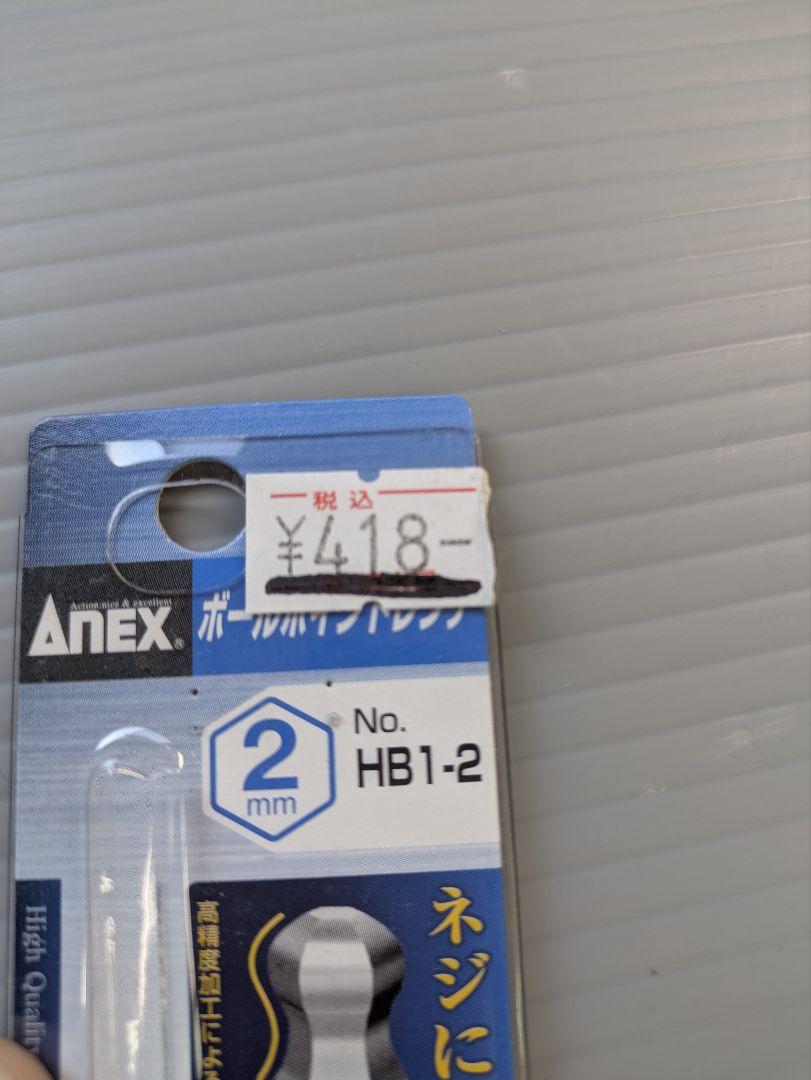 税込
¥418-
Action,nics & excellent
ANEX®
ボールポイントレンチ
2
mm
No.
HB1-2
High Quality
高精度加工によ
ネジに